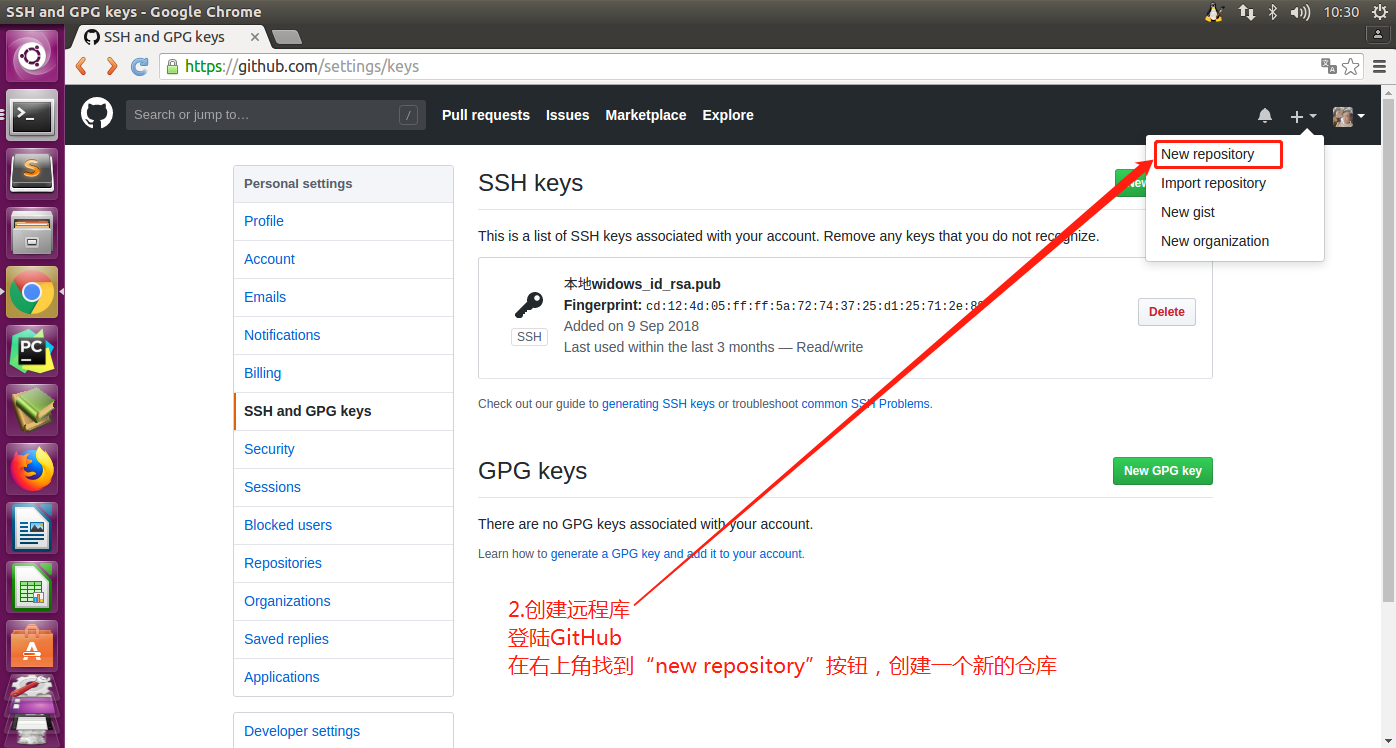 SSH and GPG keys - Google Chrome
10:30
SSH and GPG keys
https://github.com/settings/keys
Search or jump to…
/
Pull requests
Issues
Marketplace
Explore
New repository
Import repository
New gist
New organization
Personal settings
Profile
Account
Emails
Notifications
Billing
SSH and GPG keys
Security
Sessions
Blocked users
Repositories
Organizations
Saved replies
Applications
Developer settings
SSH keys
New
This is a list of SSH keys associated with your account. Remove any keys that you do not recognize.
本地widows_id_rsa.pub
Fingerprint: cd:12:4d:05:ff:ff:5a:72:74:37:25:d1:25:71:2e:
Added on 9 Sep 2018
Last used within the last 3 months — Read/write
SSH
Delete
Check out our guide to generating SSH keys or troubleshoot common SSH Problems.
GPG keys
New GPG key
There are no GPG keys associated with your account.
Learn how to generate a GPG key and add it to your account.
2.创建远程库
登陆GitHub
在右上角找到“new repository”按钮，创建一个新的仓库
PC